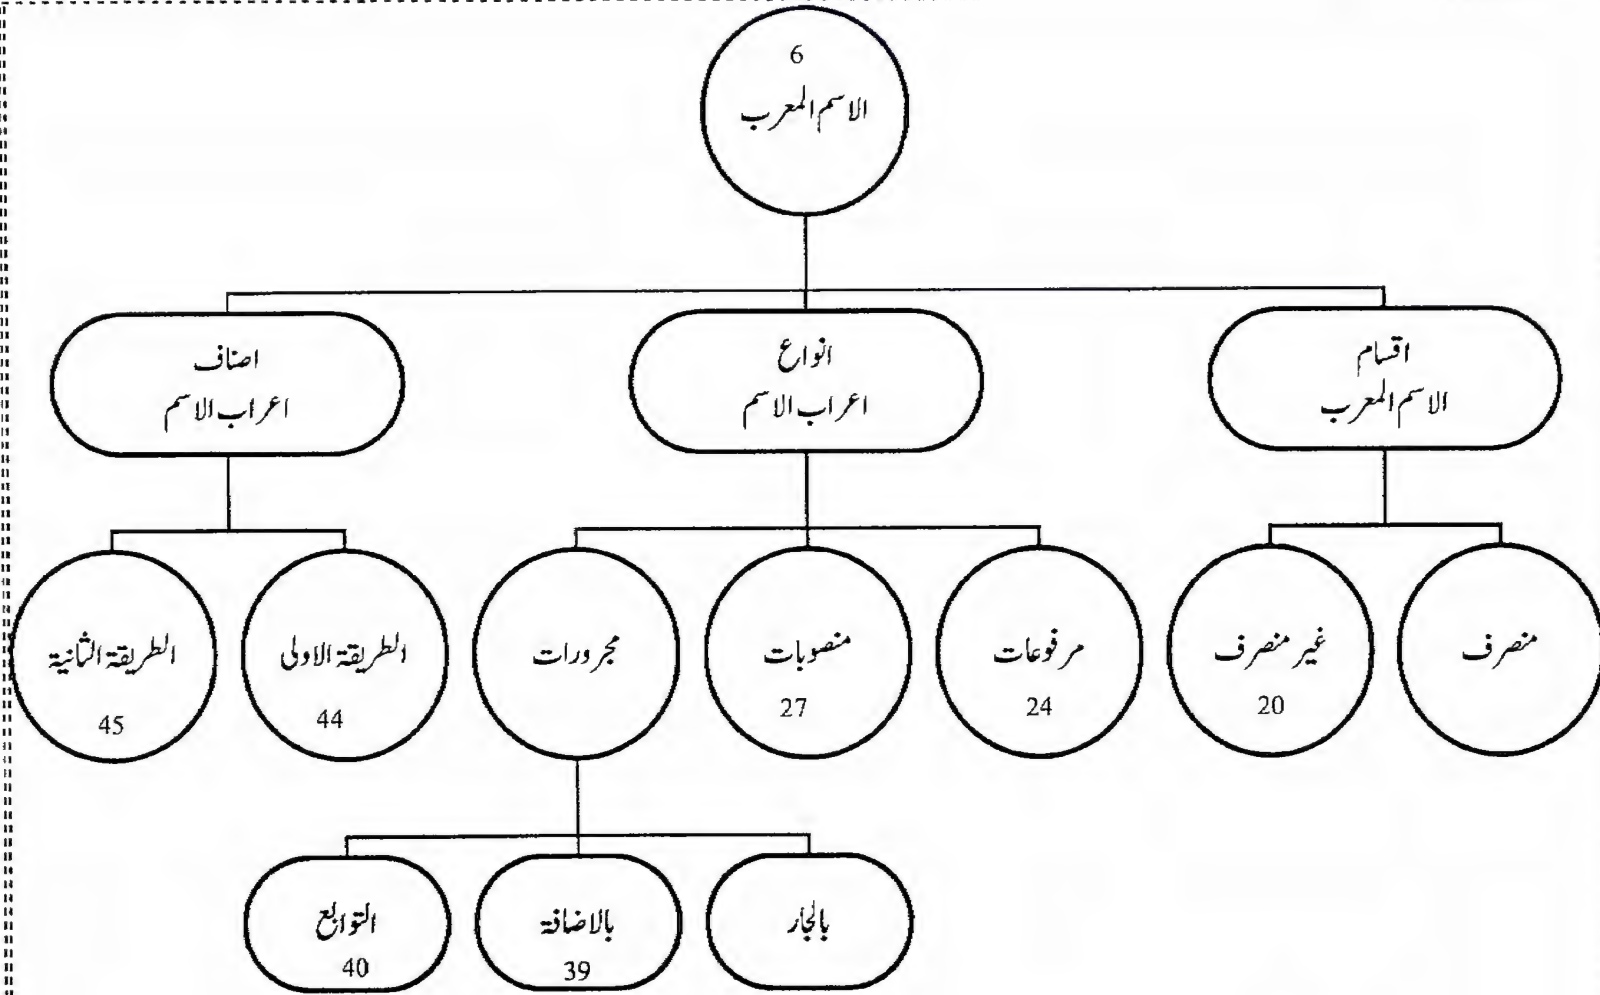 6
الاسم المعرب
اقسام
الاسم المعرب
انواع
اعراب الاسم
اصناف
اعراب الاسم
منصرف
غير منصرف
20
مرفوعات
24
منصوبات
27
مجرورات
الطريقة الاولى
44
الطريقة الثانية
45
بالجار
بالاضافة
39
التوابع
40